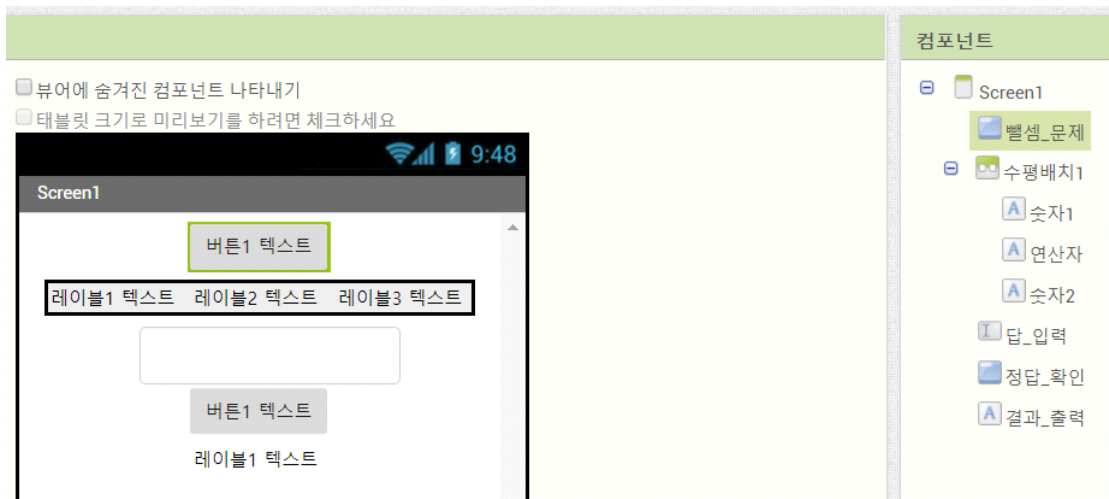 컴포넌트
뷰어에 숨겨진 컴포넌트 나타내기
태블릿 크기로 미리보기를 하려면 체크하세요
9:48
Screen1
버튼1 텍스트
레이블1 텍스트 레이블2 텍스트 레이블3 텍스트
버튼1 텍스트
레이블1 텍스트
Screen1
뺄셈_문제
수평배치1
A 숫자1
A 연산자
A 숫자2
답_입력
정답_확인
A 결과_출력